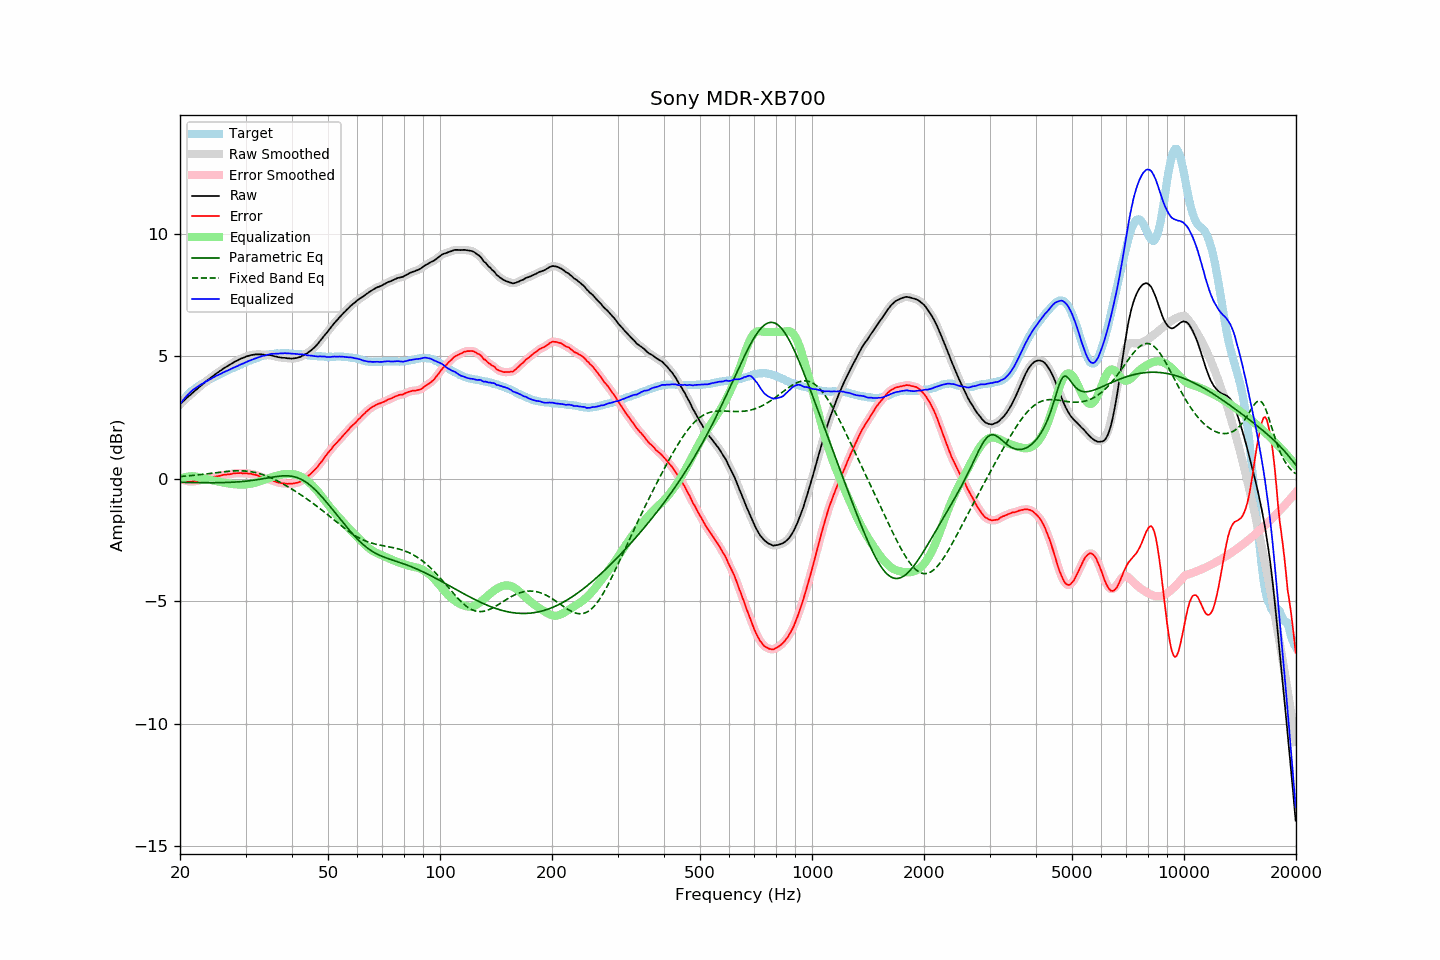 Sony MDR-XB700
Target
Raw Smoothed
Error Smoothed
Raw
Error
Equalization
Parametric Eq
Fixed Band Eq
Equalized
Amplitude (dBr)
10
5
0
−5
−10
−15
20 50 100 200 500 1000 2000 5000 10000 20000
Frequency (Hz)